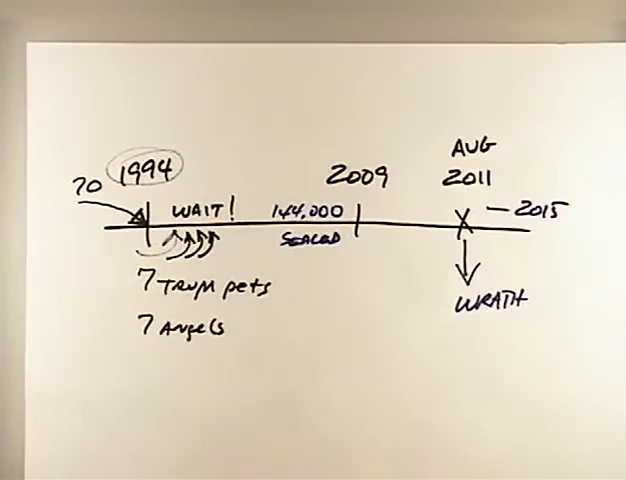 AUG
1994
2009
2011
70
WAIT!
144,000
2015
SEALED
7 TRUMpets
7 Angels
WRATH